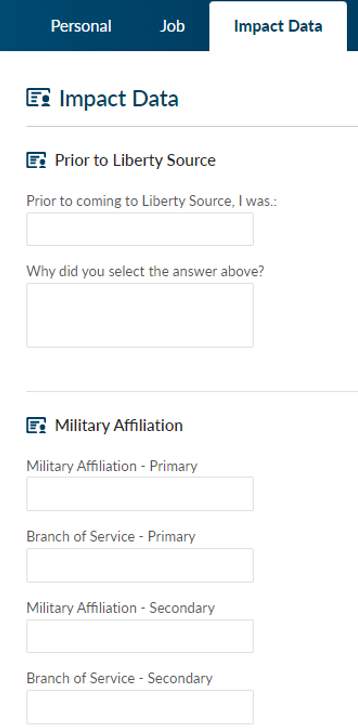 Personal Job Impact Data
Impact Data
Prior to Liberty Source
Prior to coming to Liberty Source, I was.:
Why did you select the answer above?
Military Affiliation
Military Affiliation - Primary
Branch of Service - Primary
Military Affiliation - Secondary
Branch of Service - Secondary